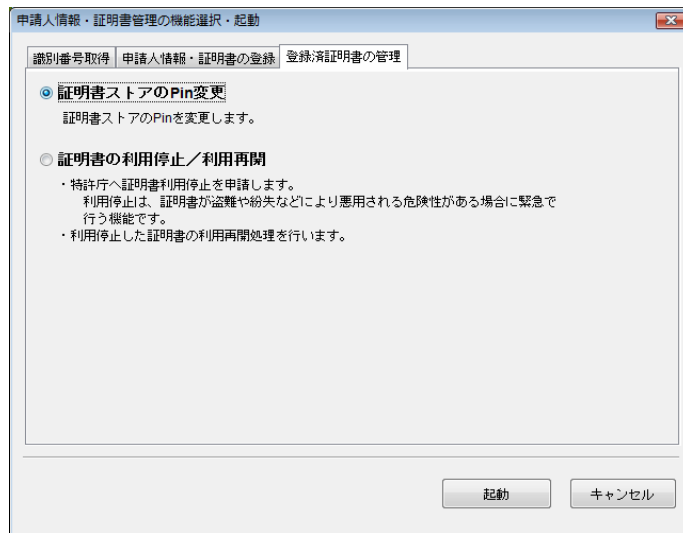 申請人情報・証明書管理の機能選択・起動
識別番号取得 申請人情報・証明書の登録 登録済証明書の管理
証明書ストアのPin変更
証明書ストアのPinを変更します。
証明書の利用停止／利用再開
・特許庁へ証明書利用停止を申請します。
利用停止は、証明書が盗難や紛失などにより悪用される危険性がある場合に緊急で
行う機能です。
・利用停止した証明書の利用再開処理を行います。
起動 キャンセル